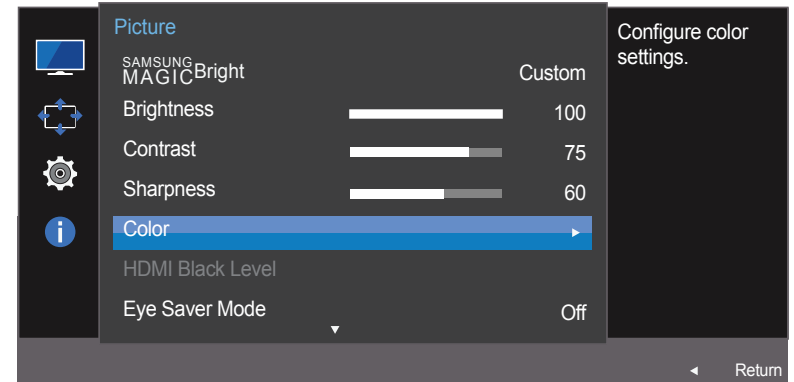 Picture
SAMSUNG
MAGICBright Custom
Brightness 100
Contrast 75
Sharpness 60
Color
HDMI Black Level
Eye Saver Mode Off
Configure color
settings.
Return